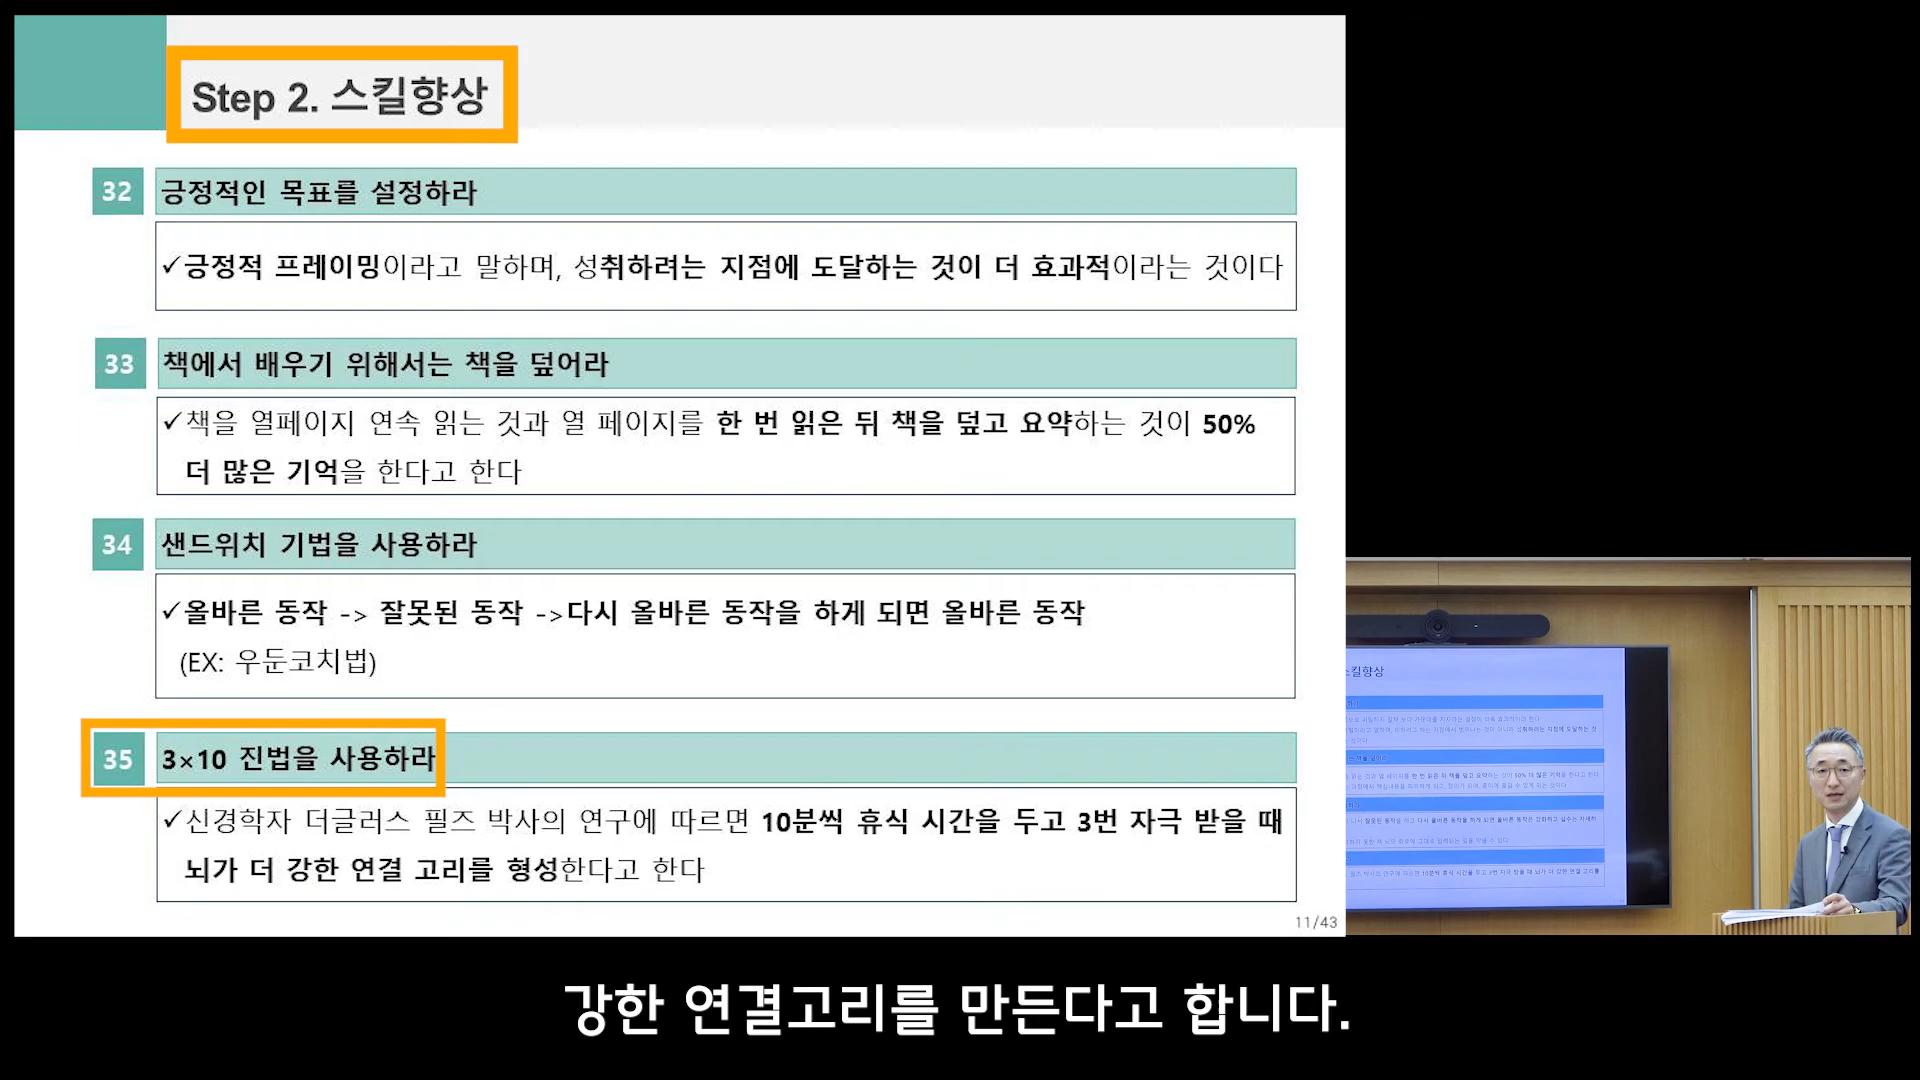 Step 2. 스킬향상
32 긍정적인 목표를 설정하라
✓긍정적 프레이밍이라고 말하며, 성취하려는 지점에 도달하는 것이 더 효과적이라는 것이다
33 책에서 배우기 위해서는 책을 덮어라
✓책을 열페이지 연속 읽는 것과 열 페이지를 한 번 읽은 뒤 책을 덮고 요약하는 것이 50%
더 많은 기억을 한다고 한다
34 샌드위치 기법을 사용하라
✓올바른 동작 -> 잘못된 동작 ->다시 올바른 동작을 하게 되면 올바른 동작
(EX: 우둔코치법)
35 3×10 진법을 사용하라
✓신경학자 더글러스 필즈 박사의 연구에 따르면 10분씩 휴식 시간을 두고 3번 자극 받을 때
뇌가 더 강한 연결 고리를 형성한다고 한다
11/43
스킬향상
강한 연결고리를 만든다고 합니다.